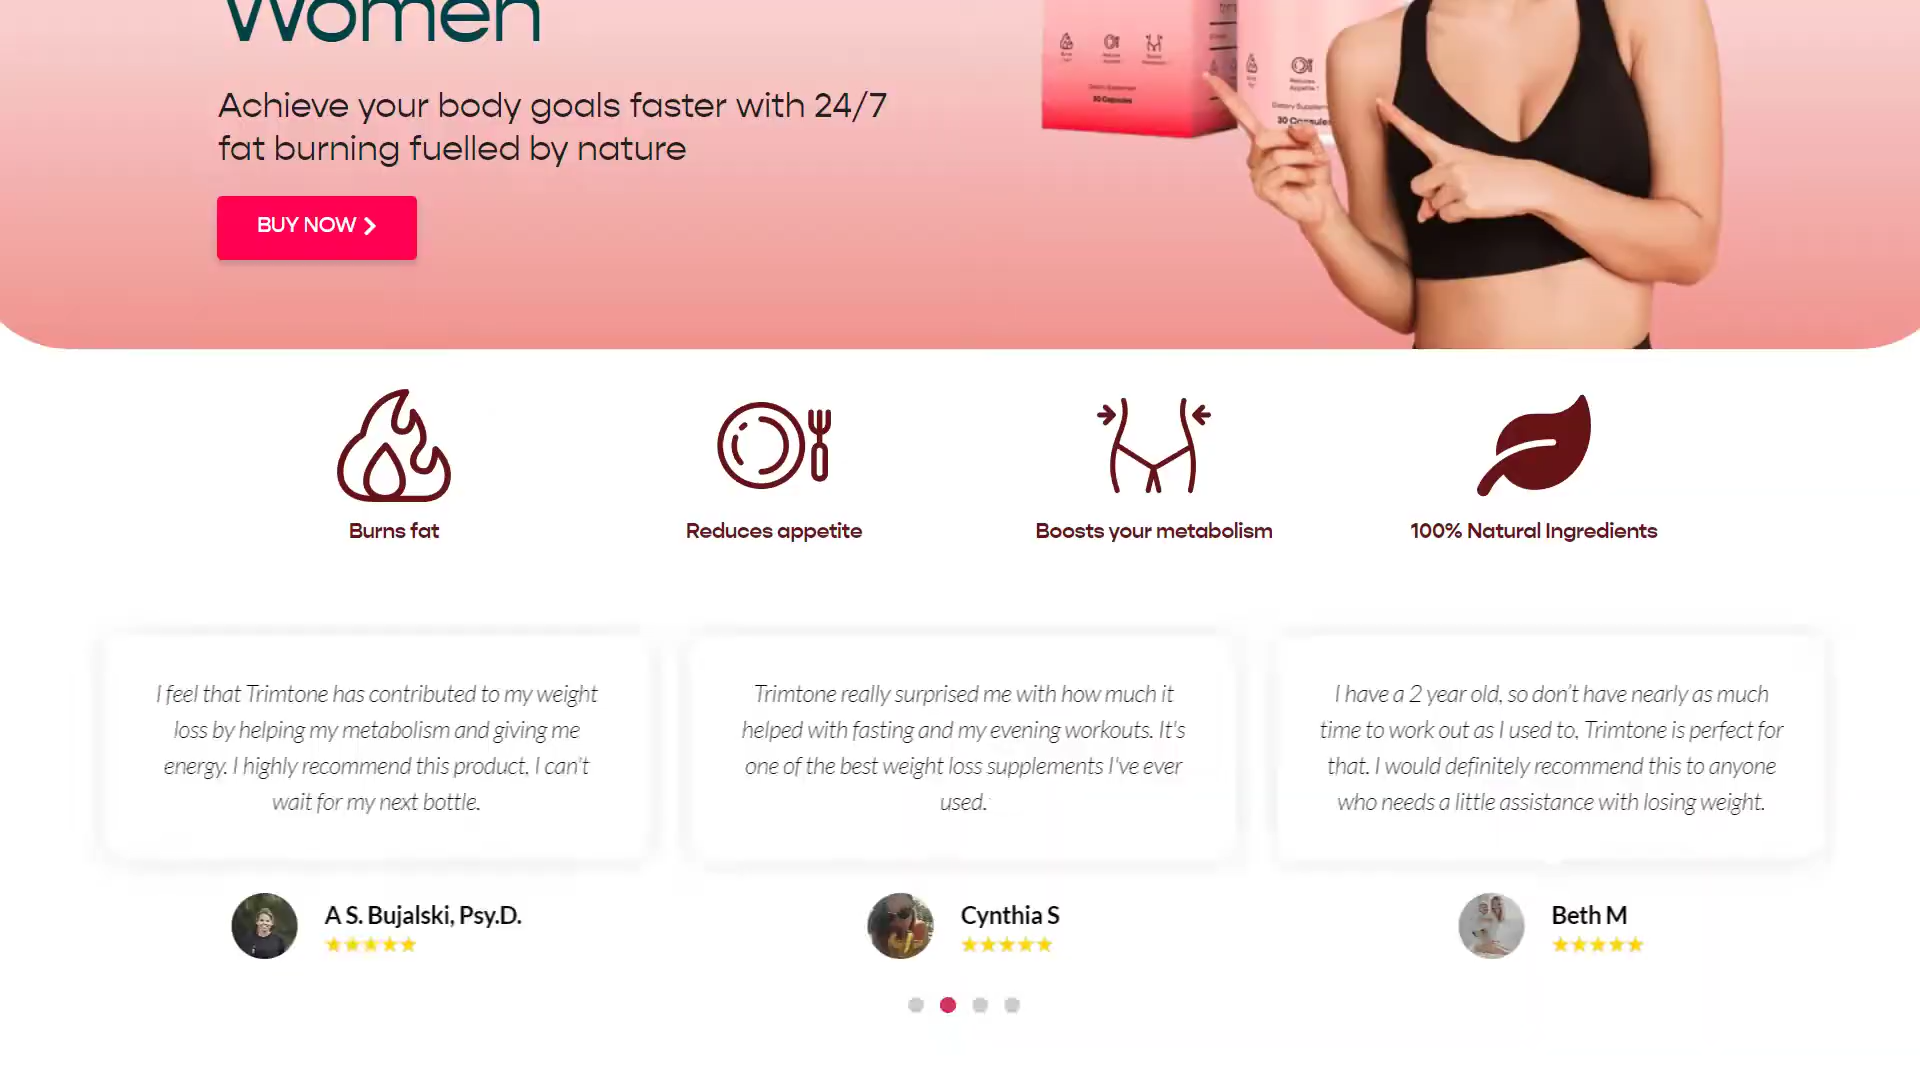 Women
Achieve your body goals faster with 24/7
fat burning fuelled by nature
BUY NOW
30 Capsules
30 Capsules
Burns fat
Reduces appetite
Boosts your metabolism
100% Natural Ingredients
I feel that Trimtone has contributed to my weight
loss by helping my metabolism and giving me
energy. I highly recommend this product, I can't
wait for my next bottle.
Trimtone really surprised me with how much it
helped with fasting and my evening workouts. It's
one of the best weight loss supplements I've ever
used.
I have a 2 year old, so don't have nearly as much
time to work out as I used to, Trimtone is perfect for
that. I would definitely recommend this to anyone
who needs a little assistance with losing weight.
A S. Bujalski, Psy.D.
Cynthia S
Beth M